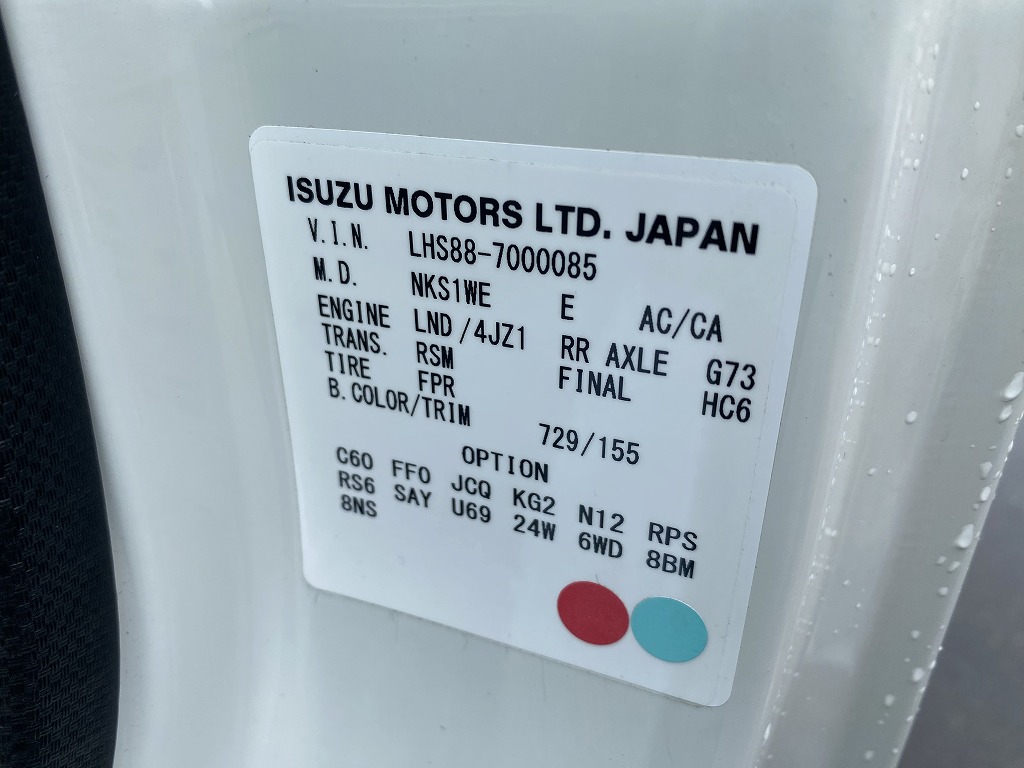 ISUZU MOTORS LTD. JAPAN
V.I.N. LHS88-7000085
M.D. NKS1WE E AC/CA
ENGINE LND/4JZ1 RR AXLE G73
TRANS. RSM FINAL HC6
TIRE FPR
B.COLOR/TRIM 729/155
OPTION
C60 FF0 JCQ KG2 N12 RPS
RS6 SAY U69 24W 6WD 8BM
8NS